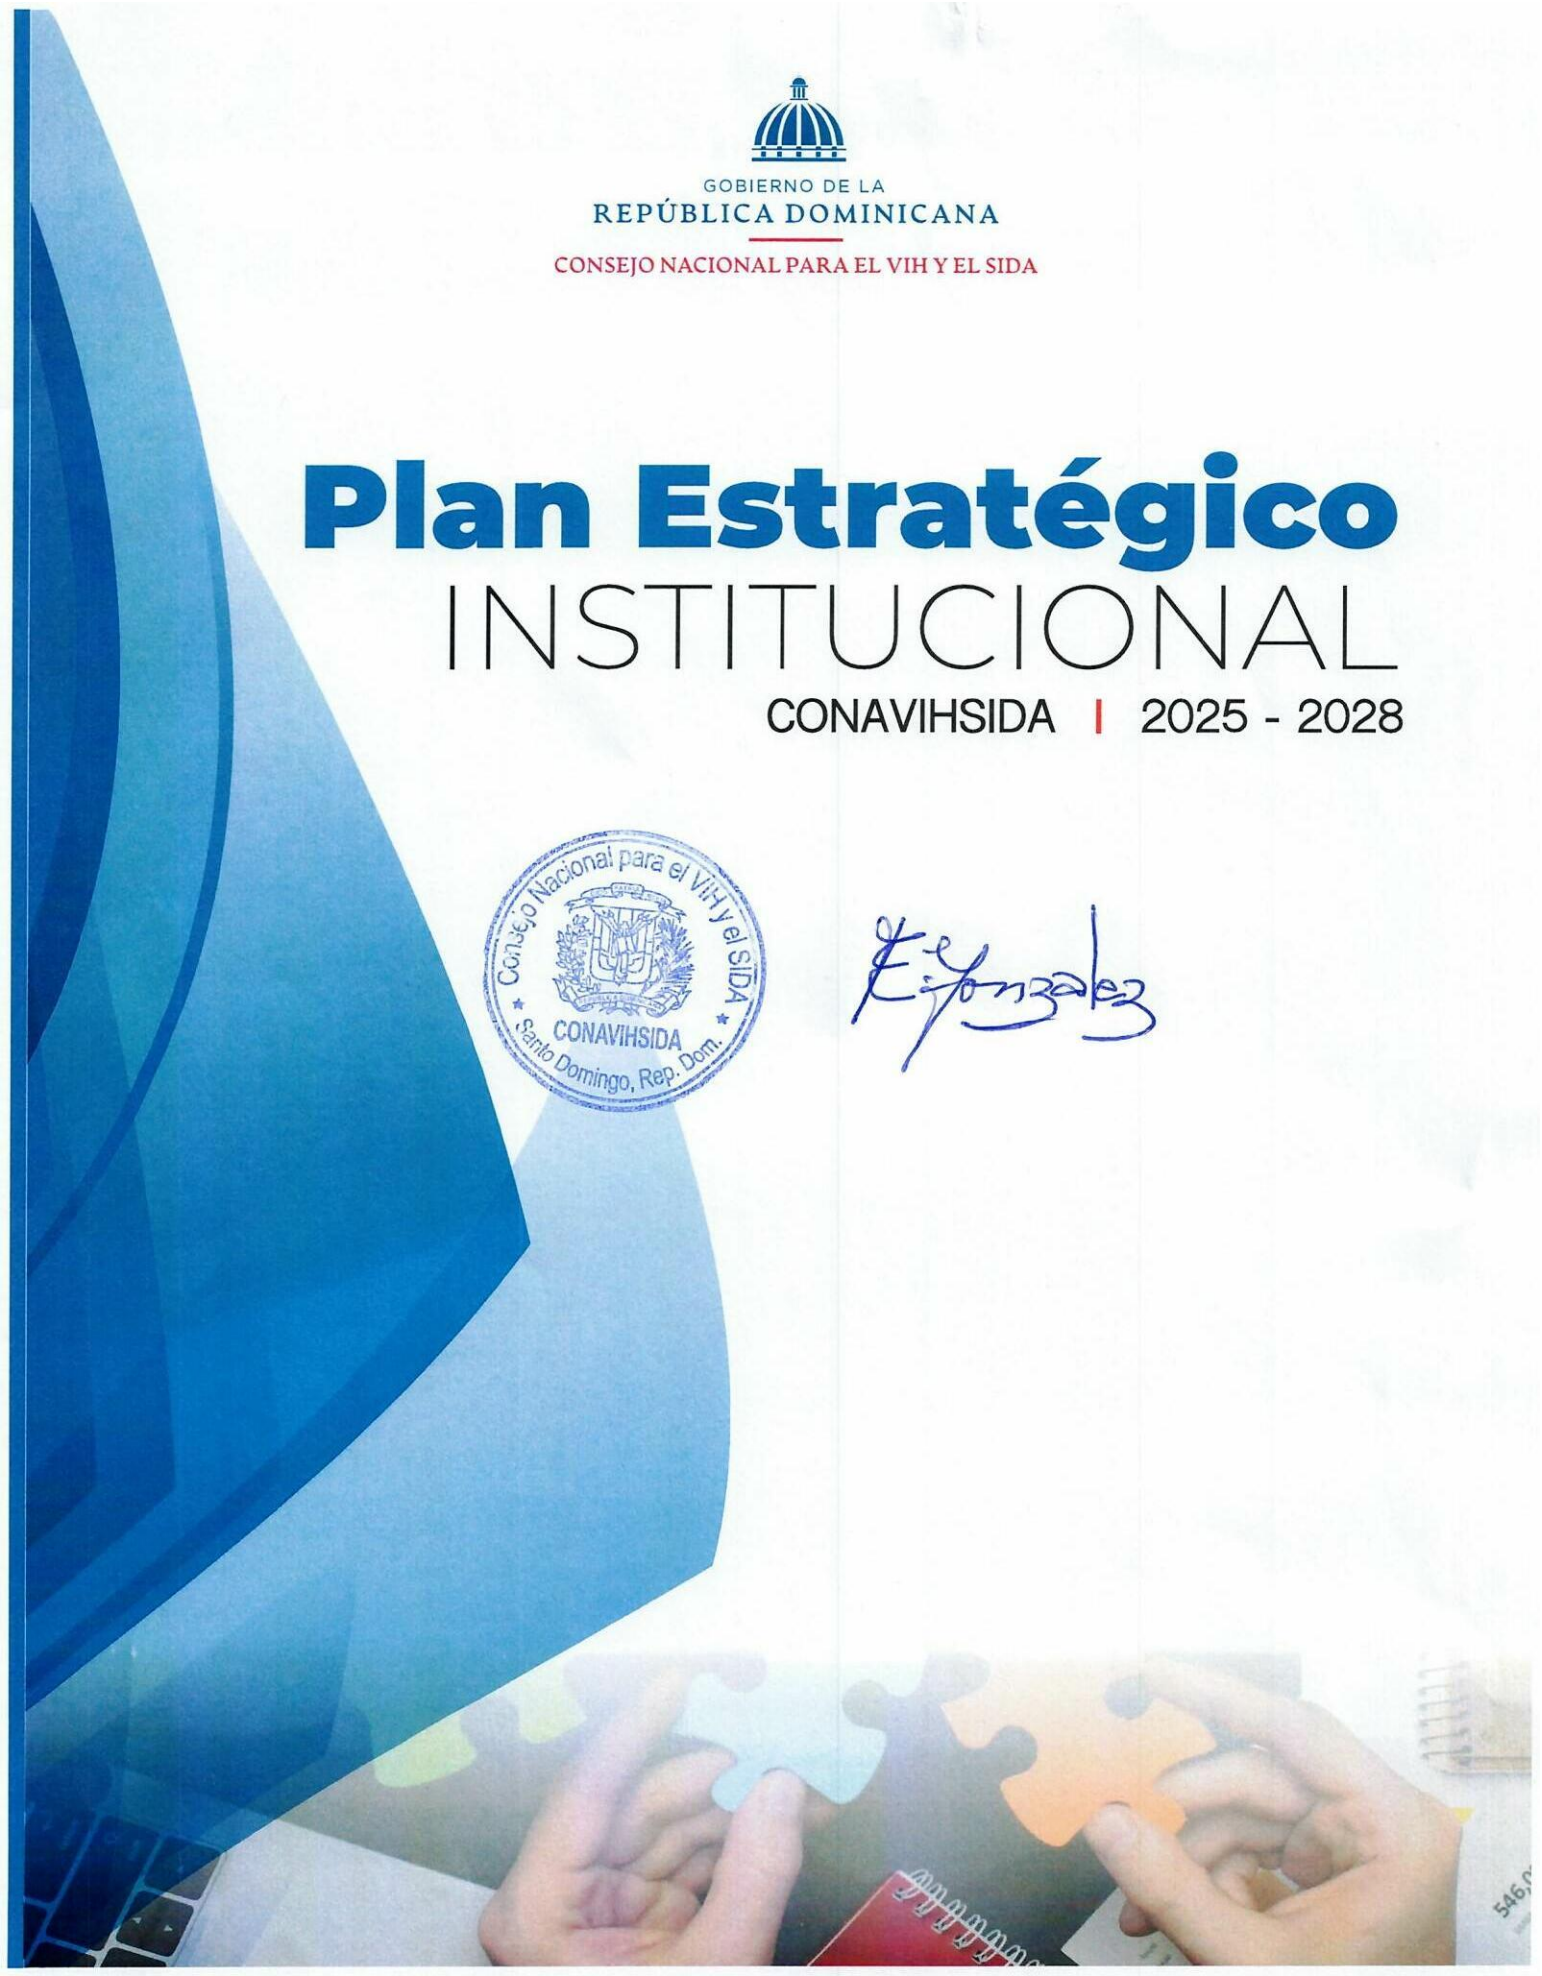 GOBIERNO DE LA
REPÚBLICA DOMINICANA
CONSEJO NACIONAL PARA EL VIH Y EL SIDA
Plan Estratégico
INSTITUCIONAL
CONAVIHSIDA | 2025 - 2028
★ Consejo Nacional para el VIH y el SIDA ★
CONAVIHSIDA
Santo Domingo, Rep. Dom.
E. Gonzalez